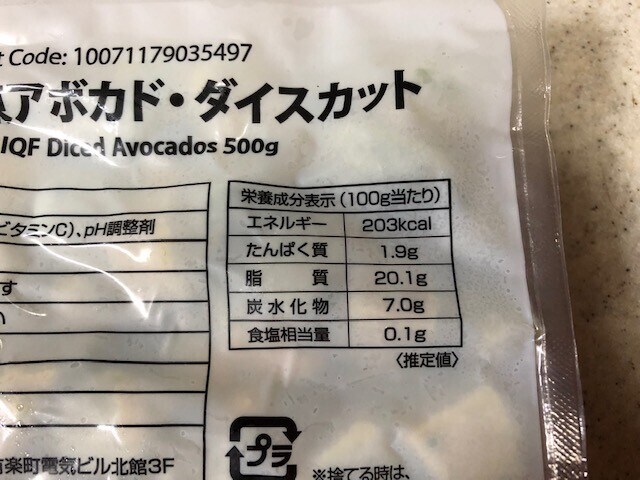 Code: 10071179035497
アボカド・ダイスカット
IQF Diced Avocados 500g
栄養成分表示(100g当たり)
ビタミンC)、pH調整剤
エネルギー 203kcal
たんぱく質 1.9g
脂 質 20.1g
す
炭水化物 7.0g
い
食塩相当量 0.1g
〈推定値〉
プラ
楽町電気ビル北館3F
※捨てる時は、